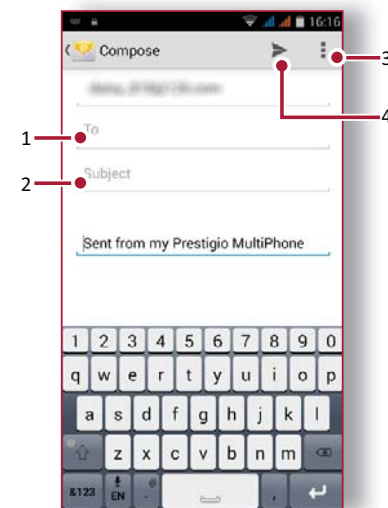 16:16
Compose
3
4
1 To
2 Subject
Sent from my Prestigio MultiPhone
1 2 3 4 5 6 7 8 9 0
q w e r t y u i o p
a s d f g h j k l
z x c v b n m
&123 EN . ,